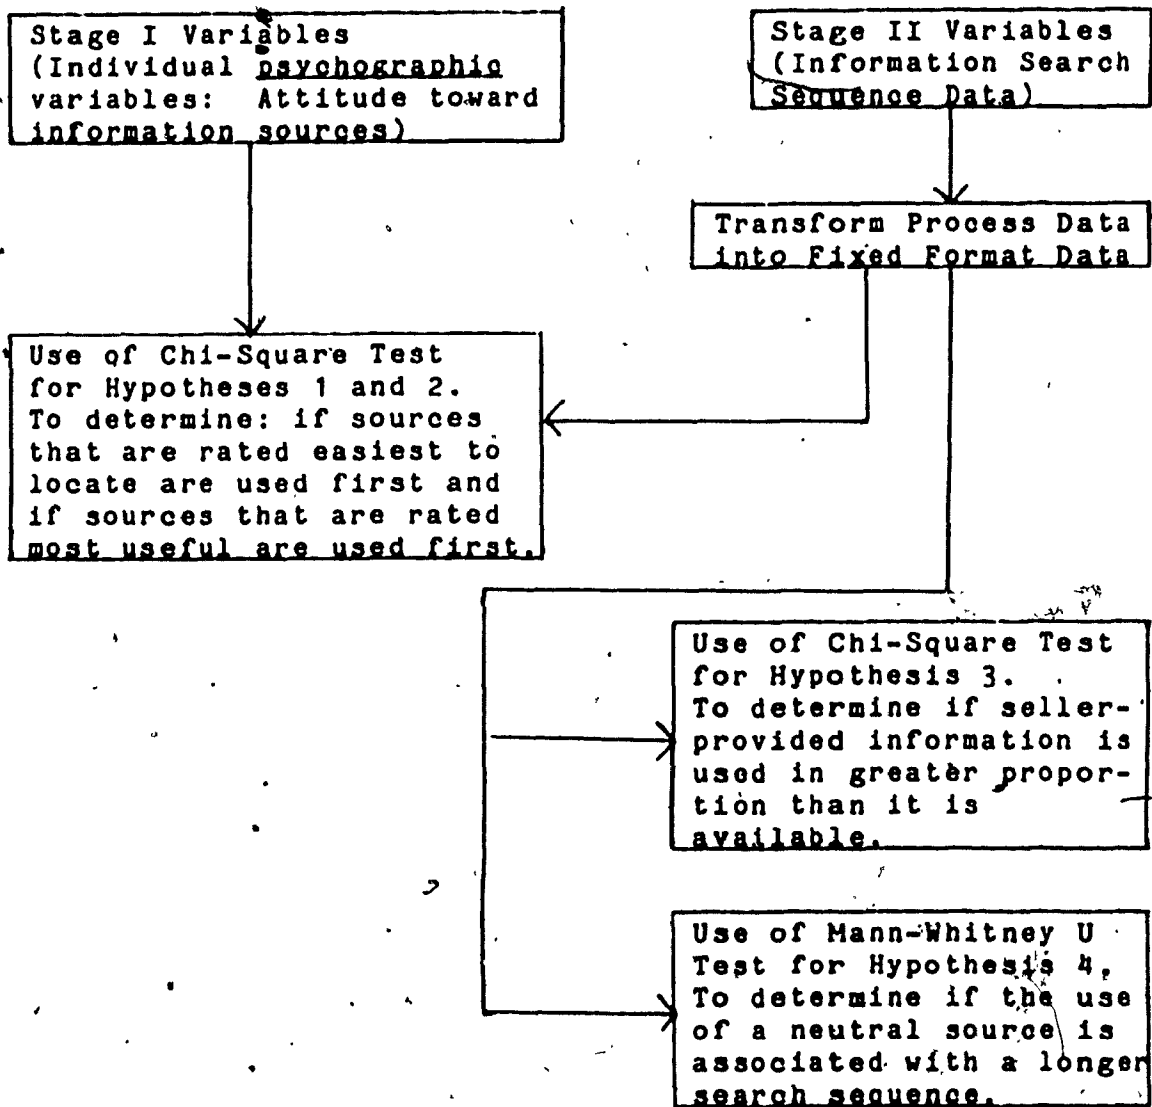 Stage I Variables
(Individual psychographic
variables: Attitude toward
information sources)
Stage II Variables
(Information Search
Sequence Data)
Transform Process Data
into Fixed Format Data
Use of Chi-Square Test
for Hypotheses 1 and 2.
To determine: if sources
that are rated easiest to
locate are used first and
if sources that are rated
most useful are used first.
Use of Chi-Square Test
for Hypothesis 3.
To determine if seller-
provided information is
used in greater propor-
tion than it is
available.
Use of Mann-Whitney U
Test for Hypothesis 4.
To determine if the use
of a neutral source is
associated with a longer
search sequence.